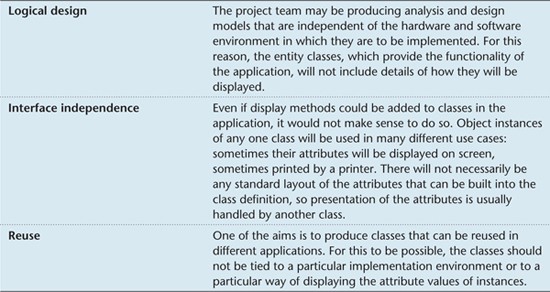 Logical design
The project team may be producing analysis and design
models that are independent of the hardware and software
environment in which they are to be implemented. For this
reason, the entity classes, which provide the functionality of
the application, will not include details of how they will be
displayed.
Interface independence
Even if display methods could be added to classes in the
application, it would not make sense to do so. Object instances
of any one class will be used in many different use cases:
sometimes their attributes will be displayed on screen,
sometimes printed by a printer. There will not necessarily be
any standard layout of the attributes that can be built into the
class definition, so presentation of the attributes is usually
handled by another class.
Reuse
One of the aims is to produce classes that can be reused in
different applications. For this to be possible, the classes should
not be tied to a particular implementation environment or to a
particular way of displaying the attribute values of instances.